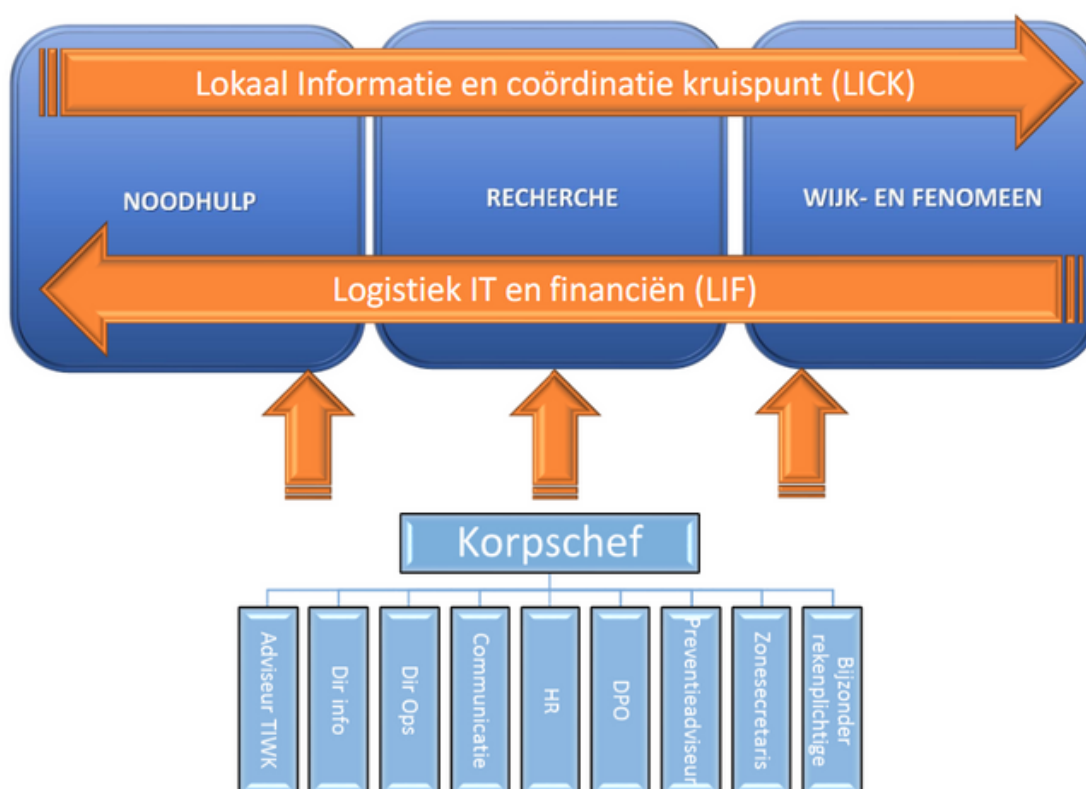 Lokaal Informatie en coördinatie kruispunt (LICK)
NOODHULP
RECHERCHE
WIJK- EN FENOMEEN
Logistiek IT en financiën (LIF)
Korpschef
Adviseur TIWK
Dir info
Dir Ops
Communicatie
HR
DPO
Preventieadviseur
Zonesecretaris
Bijzonder
rekenplichtige